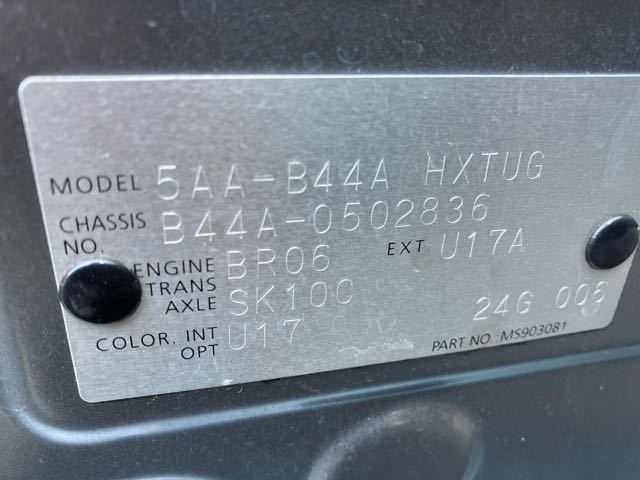 MODEL 5AA-B44A HXTUG
CHASSIS NO. B44A-0502836
ENGINE BR06 EXT U17A
TRANS AXLE SK10C
COLOR. INT U17 24G 006
OPT PART NO.:MS903081